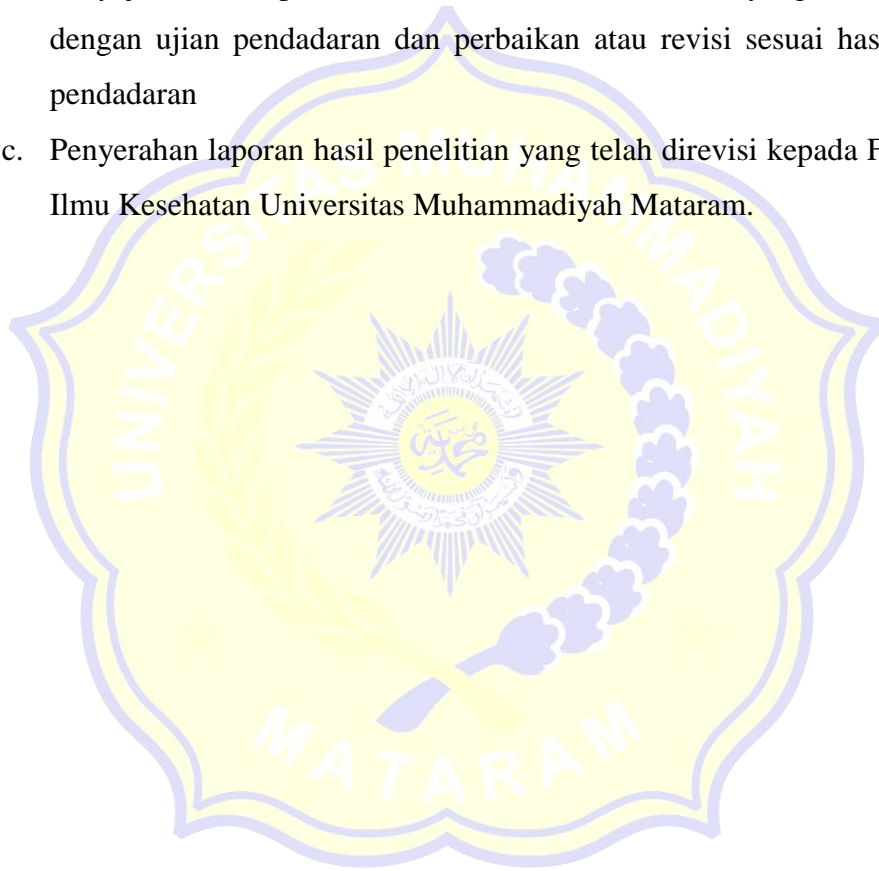 dengan ujian pendadaran dan perbaikan atau revisi sesuai has
pendadaran
c. Penyerahan laporan hasil penelitian yang telah direvisi kepada F
Ilmu Kesehatan Universitas Muhammadiyah Mataram.
UNIVERSITAS MUHAMMADIYAH
MATARAM